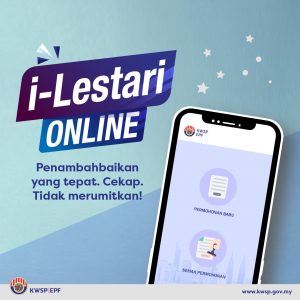 i-Lestari
ONLINE
Penambahbaikan
yang tepat. Cekap.
Tidak merumitkan!
KWSP
EPF
PERMOHONAN BARU
SEMAK PERMOHONAN
KWSP|EPF
www.kwsp.gov.my